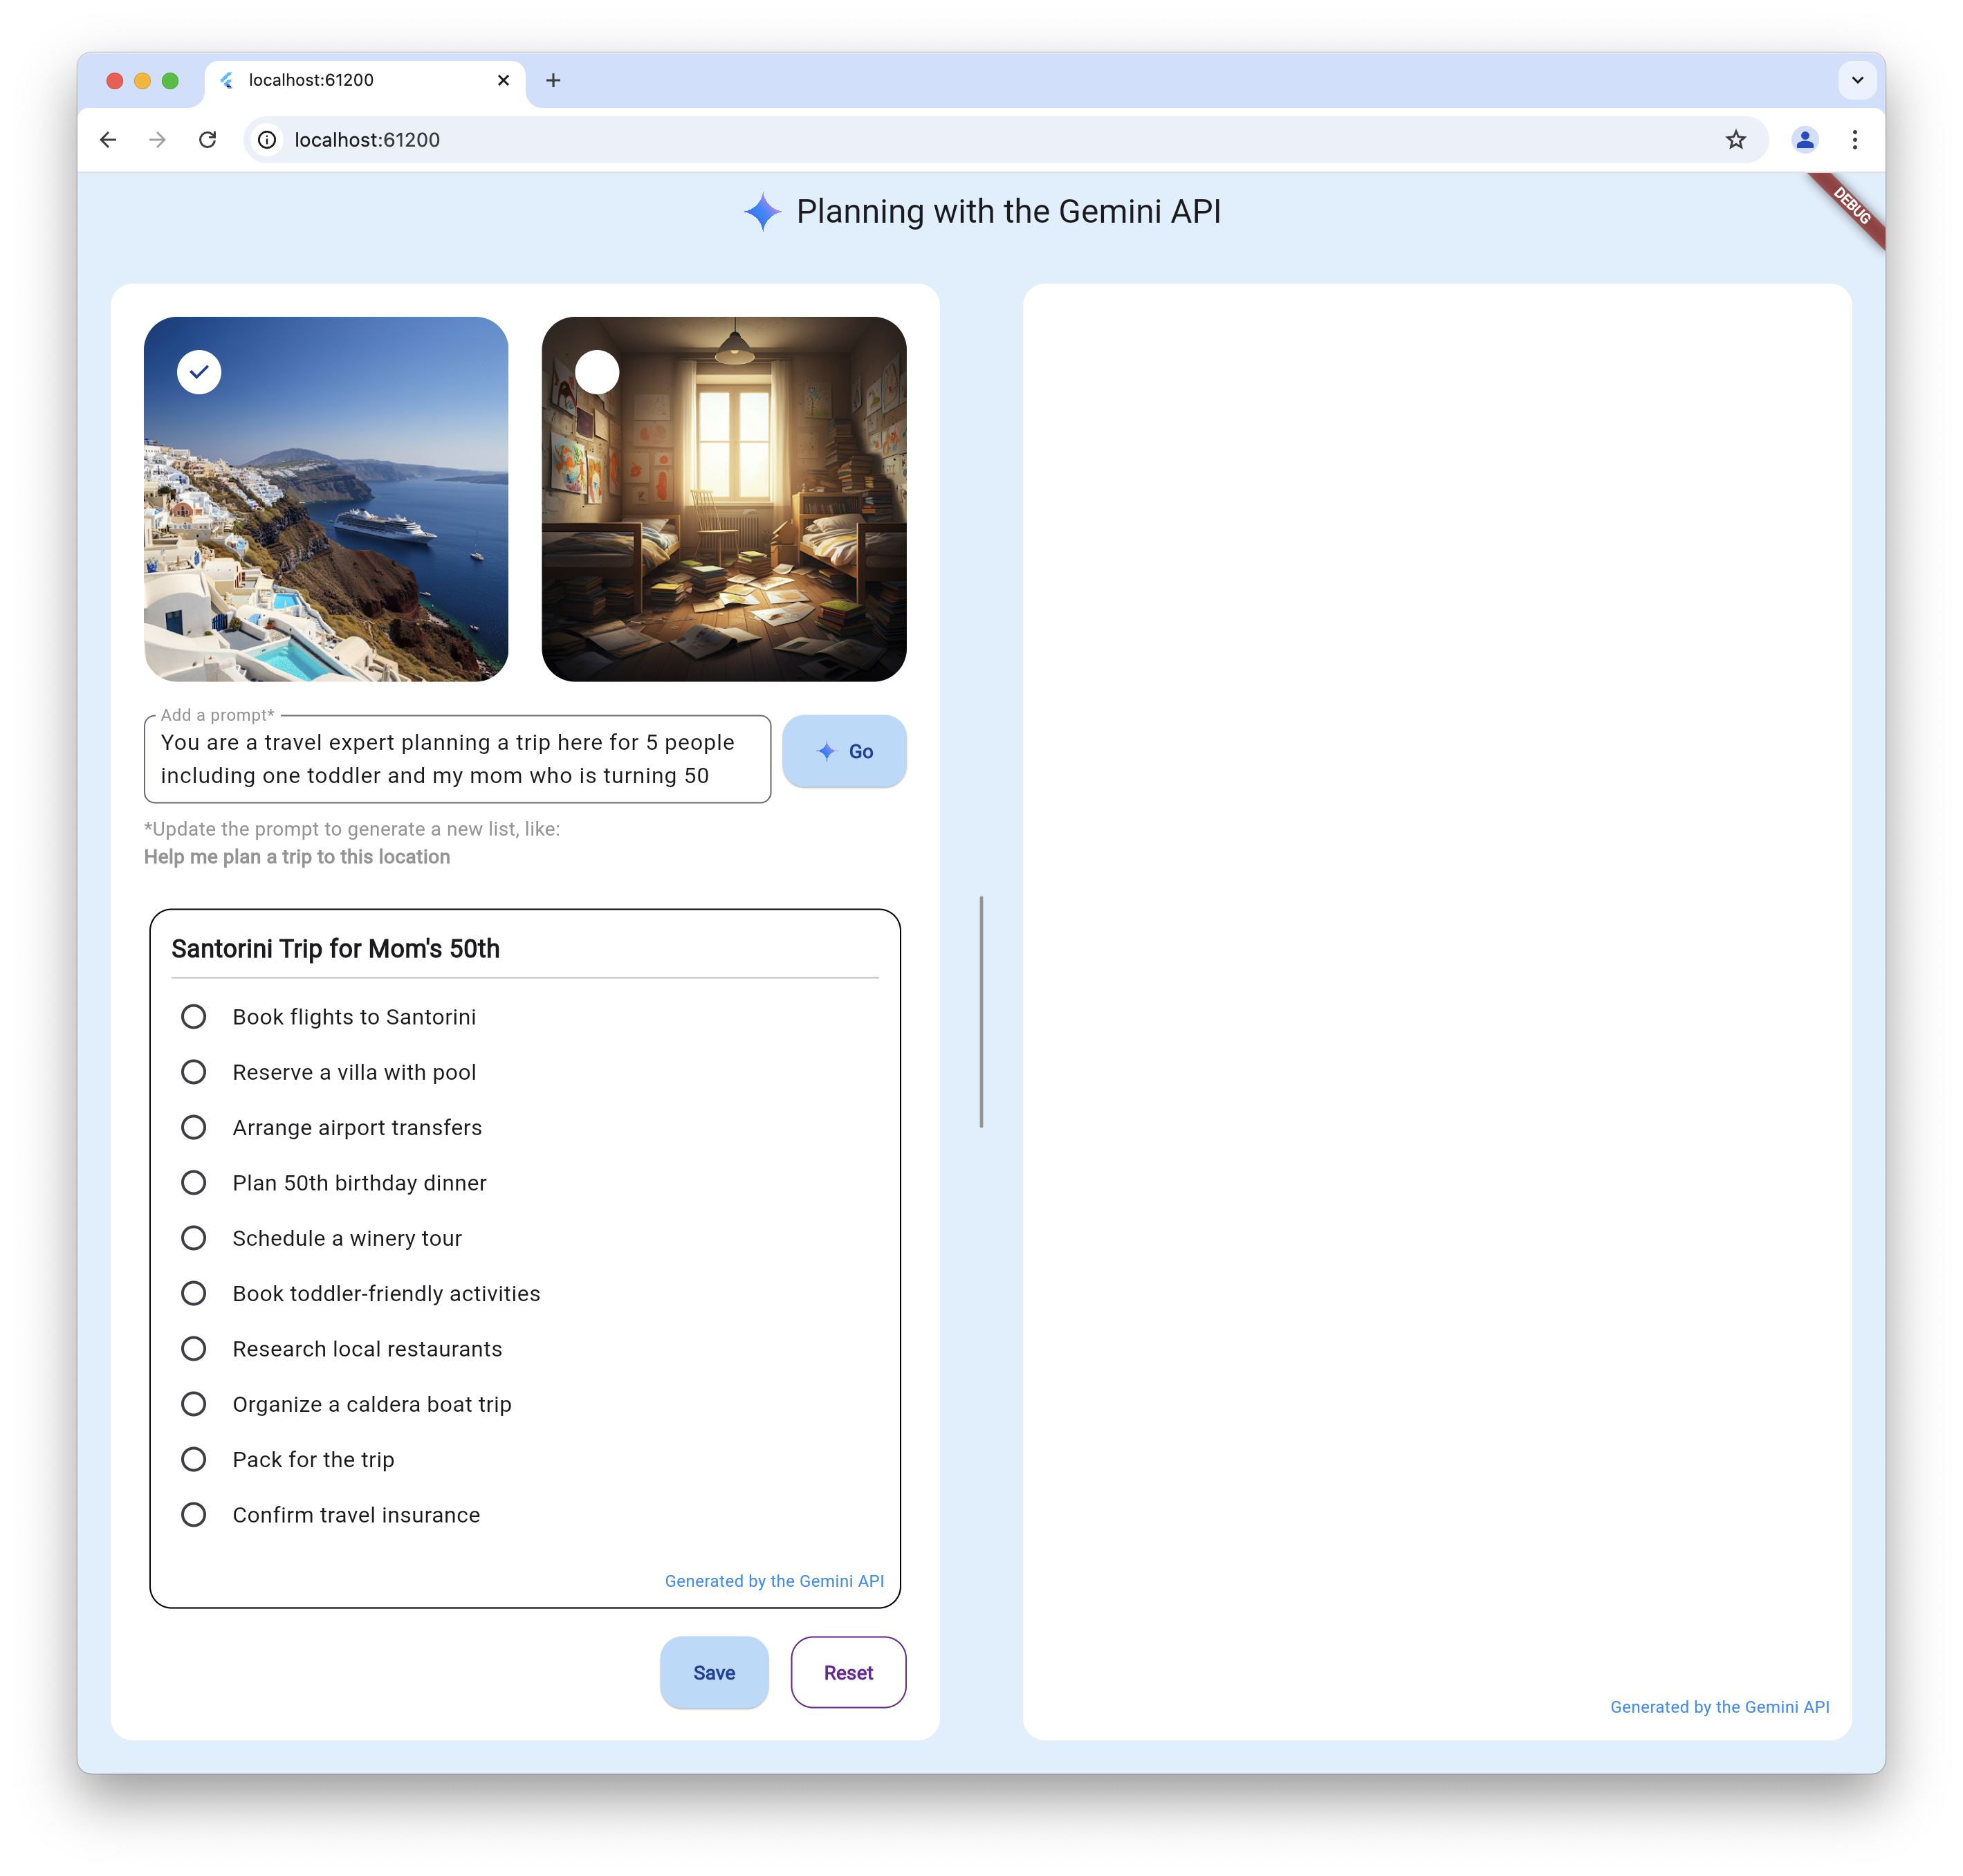 localhost:61200
localhost:61200
Planning with the Gemini API
DEBUG
Add a prompt*
You are a travel expert planning a trip here for 5 people
including one toddler and my mom who is turning 50
Go
*Update the prompt to generate a new list, like:
Help me plan a trip to this location
Santorini Trip for Mom's 50th
Book flights to Santorini
Reserve a villa with pool
Arrange airport transfers
Plan 50th birthday dinner
Schedule a winery tour
Book toddler-friendly activities
Research local restaurants
Organize a caldera boat trip
Pack for the trip
Confirm travel insurance
Generated by the Gemini API
Save
Reset
Generated by the Gemini API